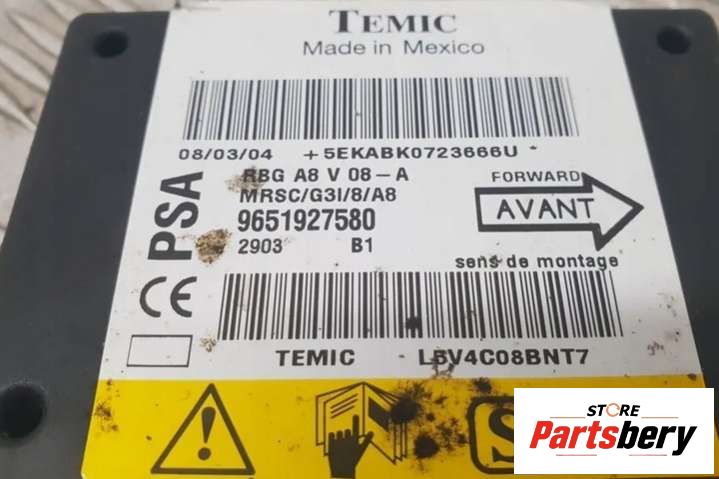 TEMIC
Made in Mexico
08/03/04 +5EKABK0723666U*
PSA
RBG A8 V 08-A
MRSC/G3I/8/A8
9651927580
2903 B1
FORWARD
AVANT
sens de montage
CE
TEMIC L5V4C08BNT7
!
S
STORE
Partsbery